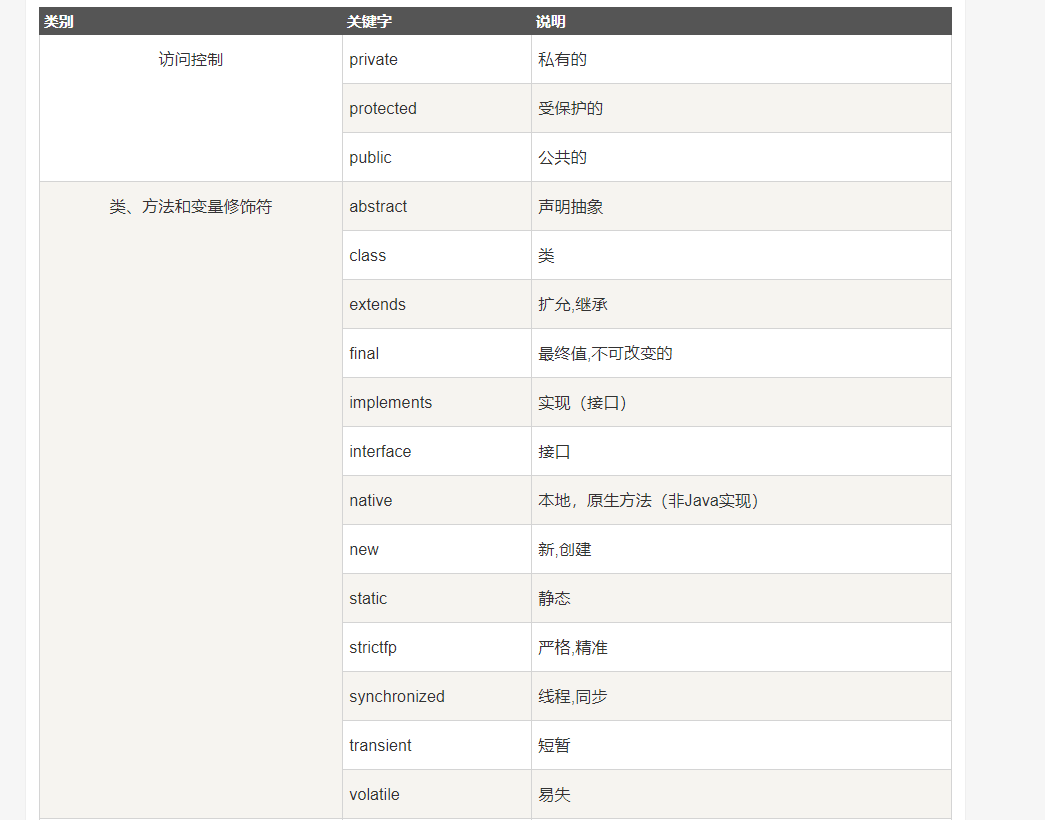 类别 关键字 说明
访问控制 private 私有的
protected 受保护的
public 公共的
类、方法和变量修饰符 abstract 声明抽象
class 类
extends 扩允,继承
final 最终值,不可改变的
implements 实现（接口）
interface 接口
native 本地，原生方法（非Java实现）
new 新,创建
static 静态
strictfp 严格,精准
synchronized 线程,同步
transient 短暂
volatile 易失